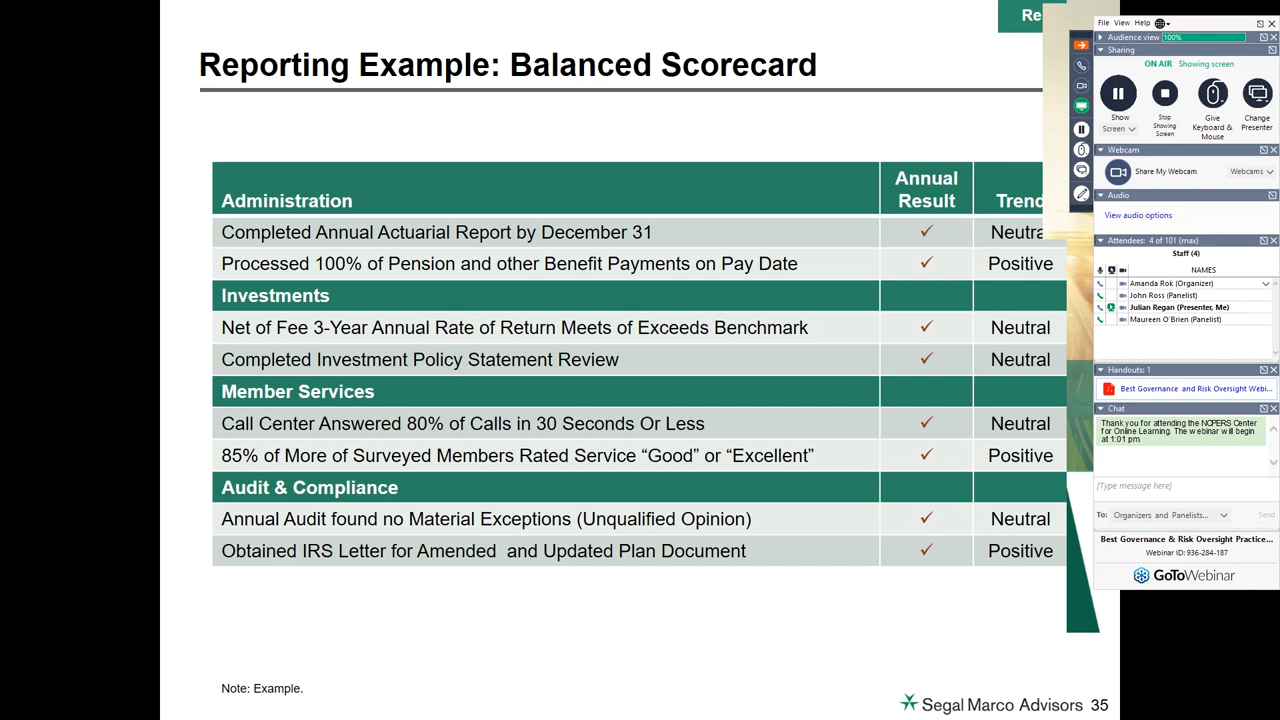 Re
Reporting Example: Balanced Scorecard
Administration
Annual
Result
Trend
Completed Annual Actuarial Report by December 31
Neutral
Processed 100% of Pension and other Benefit Payments on Pay Date
Positive
Investments
Net of Fee 3-Year Annual Rate of Return Meets of Exceeds Benchmark
Neutral
Completed Investment Policy Statement Review
Neutral
Member Services
Call Center Answered 80% of Calls in 30 Seconds Or Less
Neutral
85% of More of Surveyed Members Rated Service “Good” or “Excellent”
Positive
Audit & Compliance
Annual Audit found no Material Exceptions (Unqualified Opinion)
Neutral
Obtained IRS Letter for Amended and Updated Plan Document
Positive
Note: Example.
Segal Marco Advisors 35
File View Help
Audience view 100%
Sharing
ON AIR Showing screen
Show
Screen
Stop
Showing
Screen
Give
Keyboard &
Mouse
Change
Presenter
Webcam
Share My Webcam
Webcams
Audio
View audio options
Attendees: 4 of 101 (max)
Staff (4)
NAMES
Amanda Rok (Organizer)
John Ross (Panelist)
Julian Regan (Presenter, Me)
Maureen O'Brien (Panelist)
Handouts: 1
Best Governance and Risk Oversight Webi...
Chat
Thank you for attending the NCPERS Center
for Online Learning. The webinar will begin
at 1:01 pm.
[Type message here]
To: Organizers and Panelists...
Send
Best Governance & Risk Oversight Practice...
Webinar ID: 936-284-187
GoToWebinar